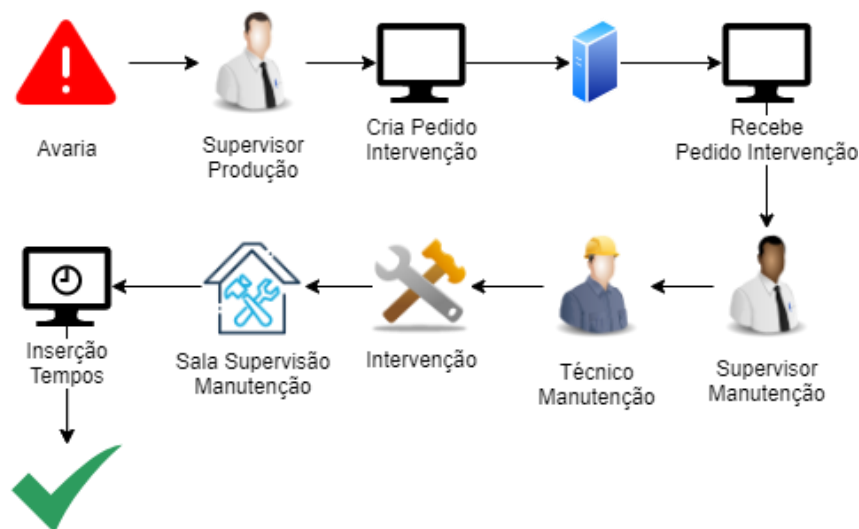 Avaria
Supervisor
Produção
Cria Pedido
Intervenção
Recebe
Pedido Intervenção
Inserção
Tempos
Sala Supervisão
Manutenção
Intervenção
Técnico
Manutenção
Supervisor
Manutenção